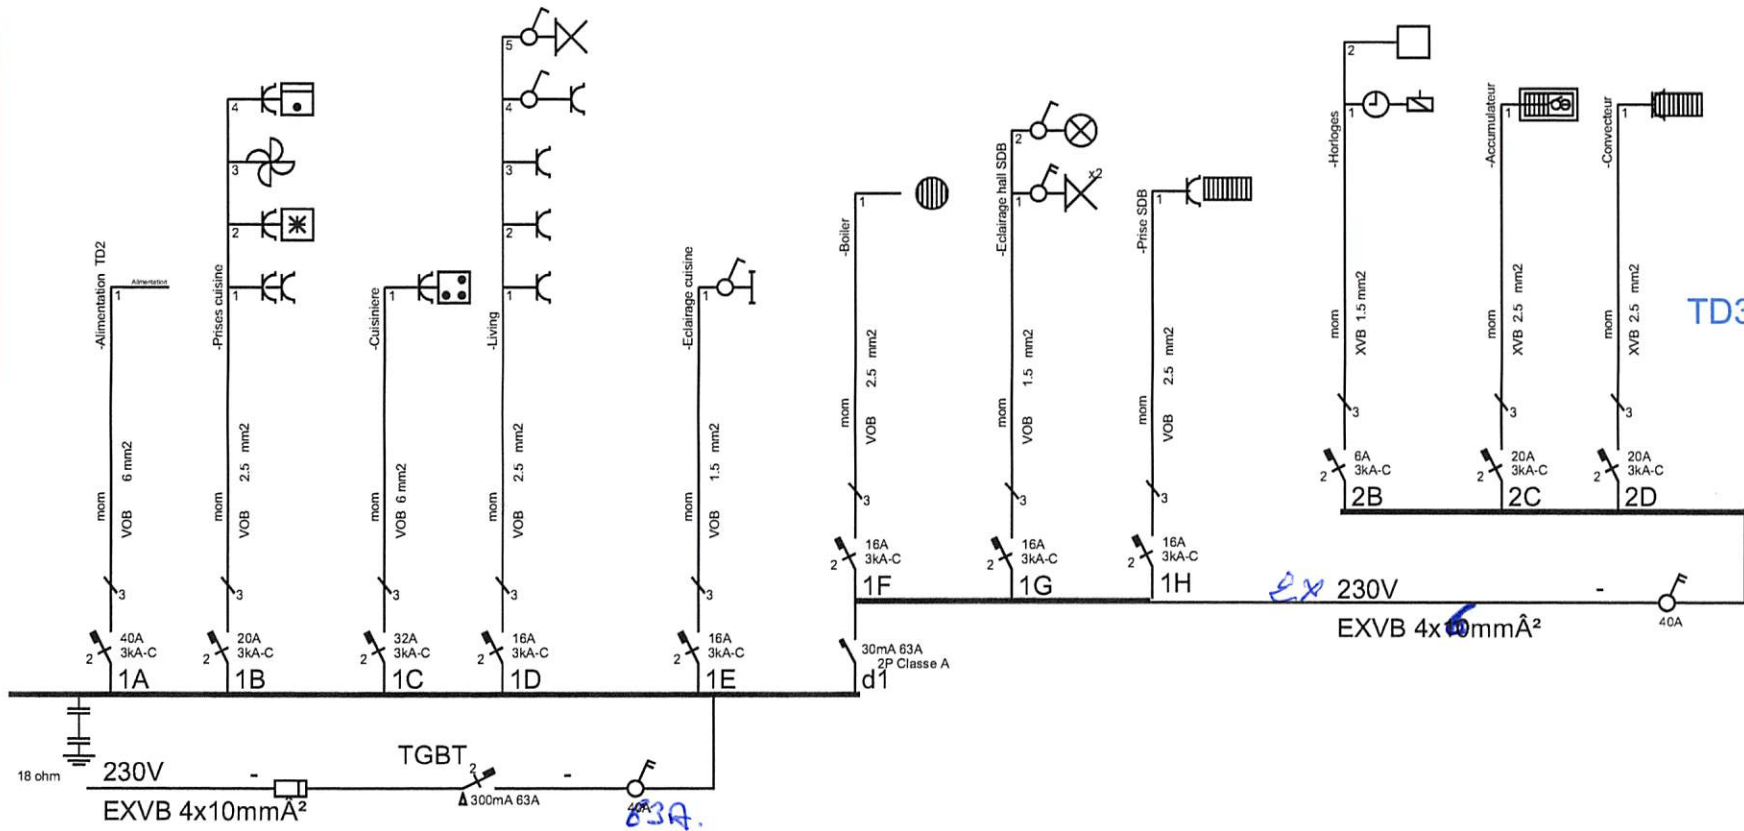 5
4
3
2
1
4
3
2
1
-Alimentation TD2
Alimentation
1
mom
VOB 6 mm2
3
40A
3kA-C
2
1A
-Prises cuisine
mom
VOB 2.5 mm2
3
20A
3kA-C
2
1B
-Cuisiniere
1
mom
VOB 6 mm2
3
32A
3kA-C
2
1C
-Living
mom
VOB 2.5 mm2
3
16A
3kA-C
2
1D
-Eclairage cuisine
1
mom
VOB 1.5 mm2
3
16A
3kA-C
2
1E
-Boiler
1
mom
VOB 2.5 mm2
3
16A
3kA-C
2
1F
30mA 63A
2P Classe A
d1
-Eclairage hall SDB
2
1
x2
mom
VOB 1.5 mm2
3
16A
3kA-C
2
1G
-Prise SDB
1
mom
VOB 2.5 mm2
3
16A
3kA-C
2
1H
-Horloges
2
1
mom
XVB 1.5 mm2
3
6A
3kA-C
2
2B
-Accumulateur
1
mom
XVB 2.5 mm2
3
20A
3kA-C
2
2C
-Convecteur
1
mom
XVB 2.5 mm2
3
20A
3kA-C
2
2D
TD3
230V
-
40A
EXVB 4x6mmÂ²
18 ohm
230V
-
TGBT
2
Δ 300mA 63A
-
40A
63A.
EXVB 4x10mmÂ²